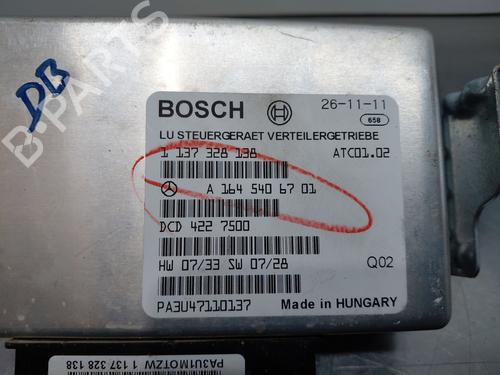 DB
B-PARTS
BOSCH
26-11-11
658
LU STEUERGERAET VERTEILERGETRIEBE
1 137 328 138 ATC01.02
A 164 540 67 01
DCD 422 7500
HW 07/33 SW 07/28 Q02
PA3U47110137 Made in HUNGARY
PA3U1MOTZW 1 137 328 138